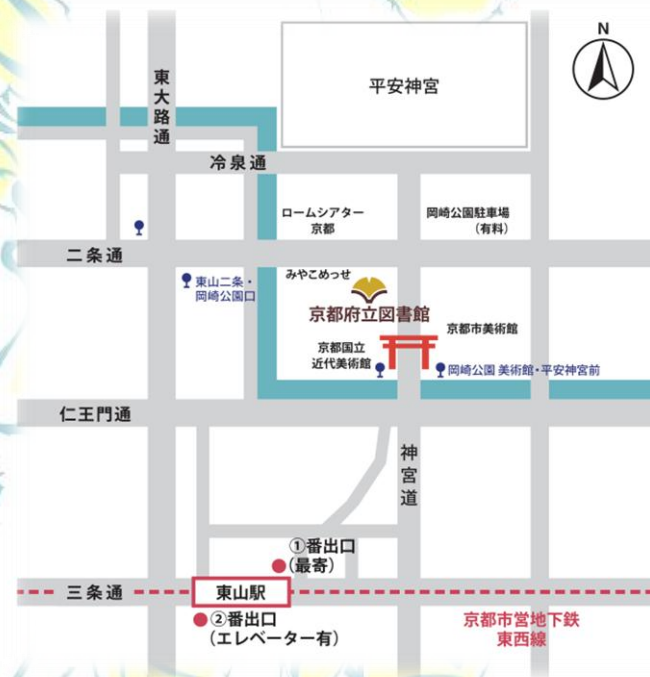 N
平安神宮
東大路通
冷泉通
ロームシアター
京都
岡崎公園駐車場
（有料）
二条通
みやこめっせ
東山二条・
岡崎公園口
京都府立図書館
京都市美術館
京都国立
近代美術館
岡崎公園 美術館・平安神宮前
仁王門通
神宮道
①番出口
（最寄）
三条通
東山駅
②番出口
（エレベーター有）
京都市営地下鉄
東西線